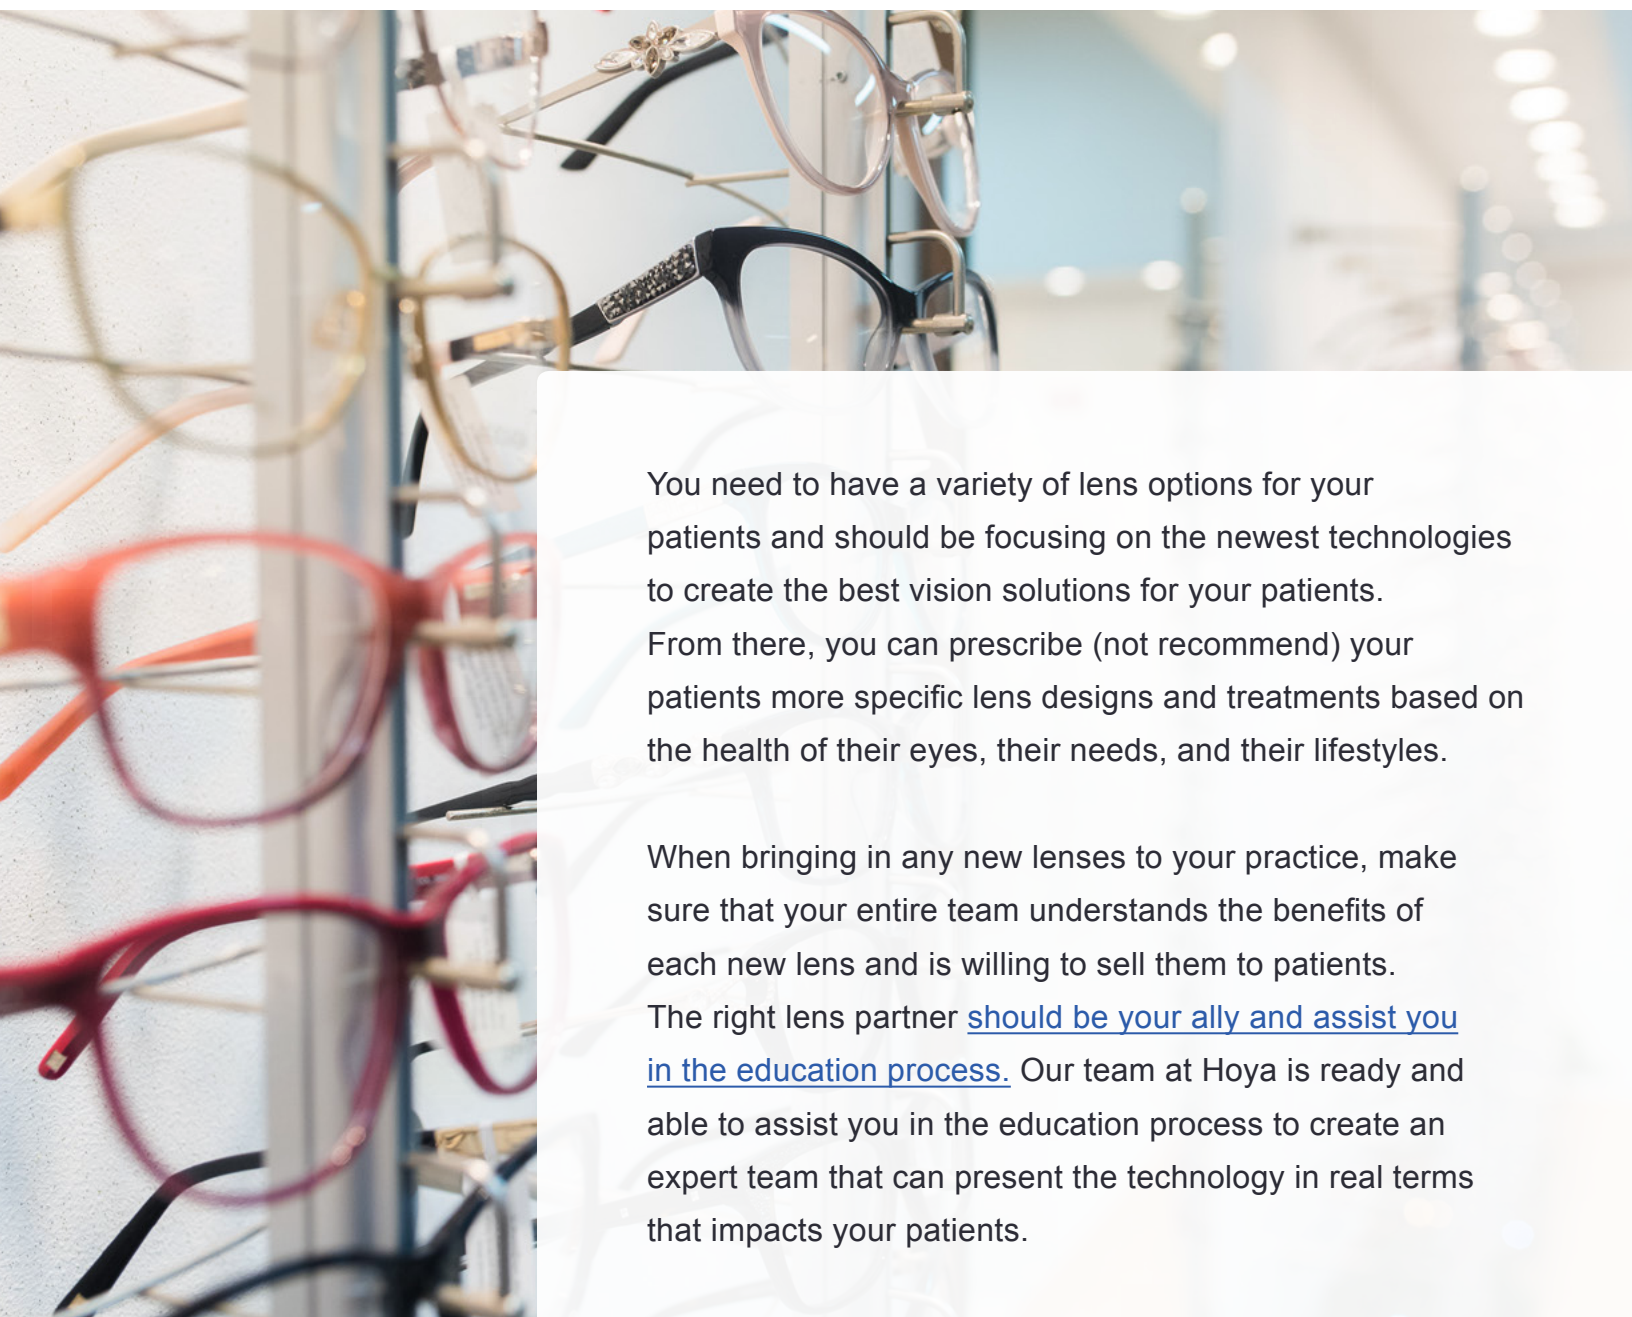 You need to have a variety of lens options for your
patients and should be focusing on the newest technologies
to create the best vision solutions for your patients.
From there, you can prescribe (not recommend) your
patients more specific lens designs and treatments based on
the health of their eyes, their needs, and their lifestyles.
When bringing in any new lenses to your practice, make
sure that your entire team understands the benefits of
each new lens and is willing to sell them to patients.
The right lens partner should be your ally and assist you
in the education process. Our team at Hoya is ready and
able to assist you in the education process to create an
expert team that can present the technology in real terms
that impacts your patients.